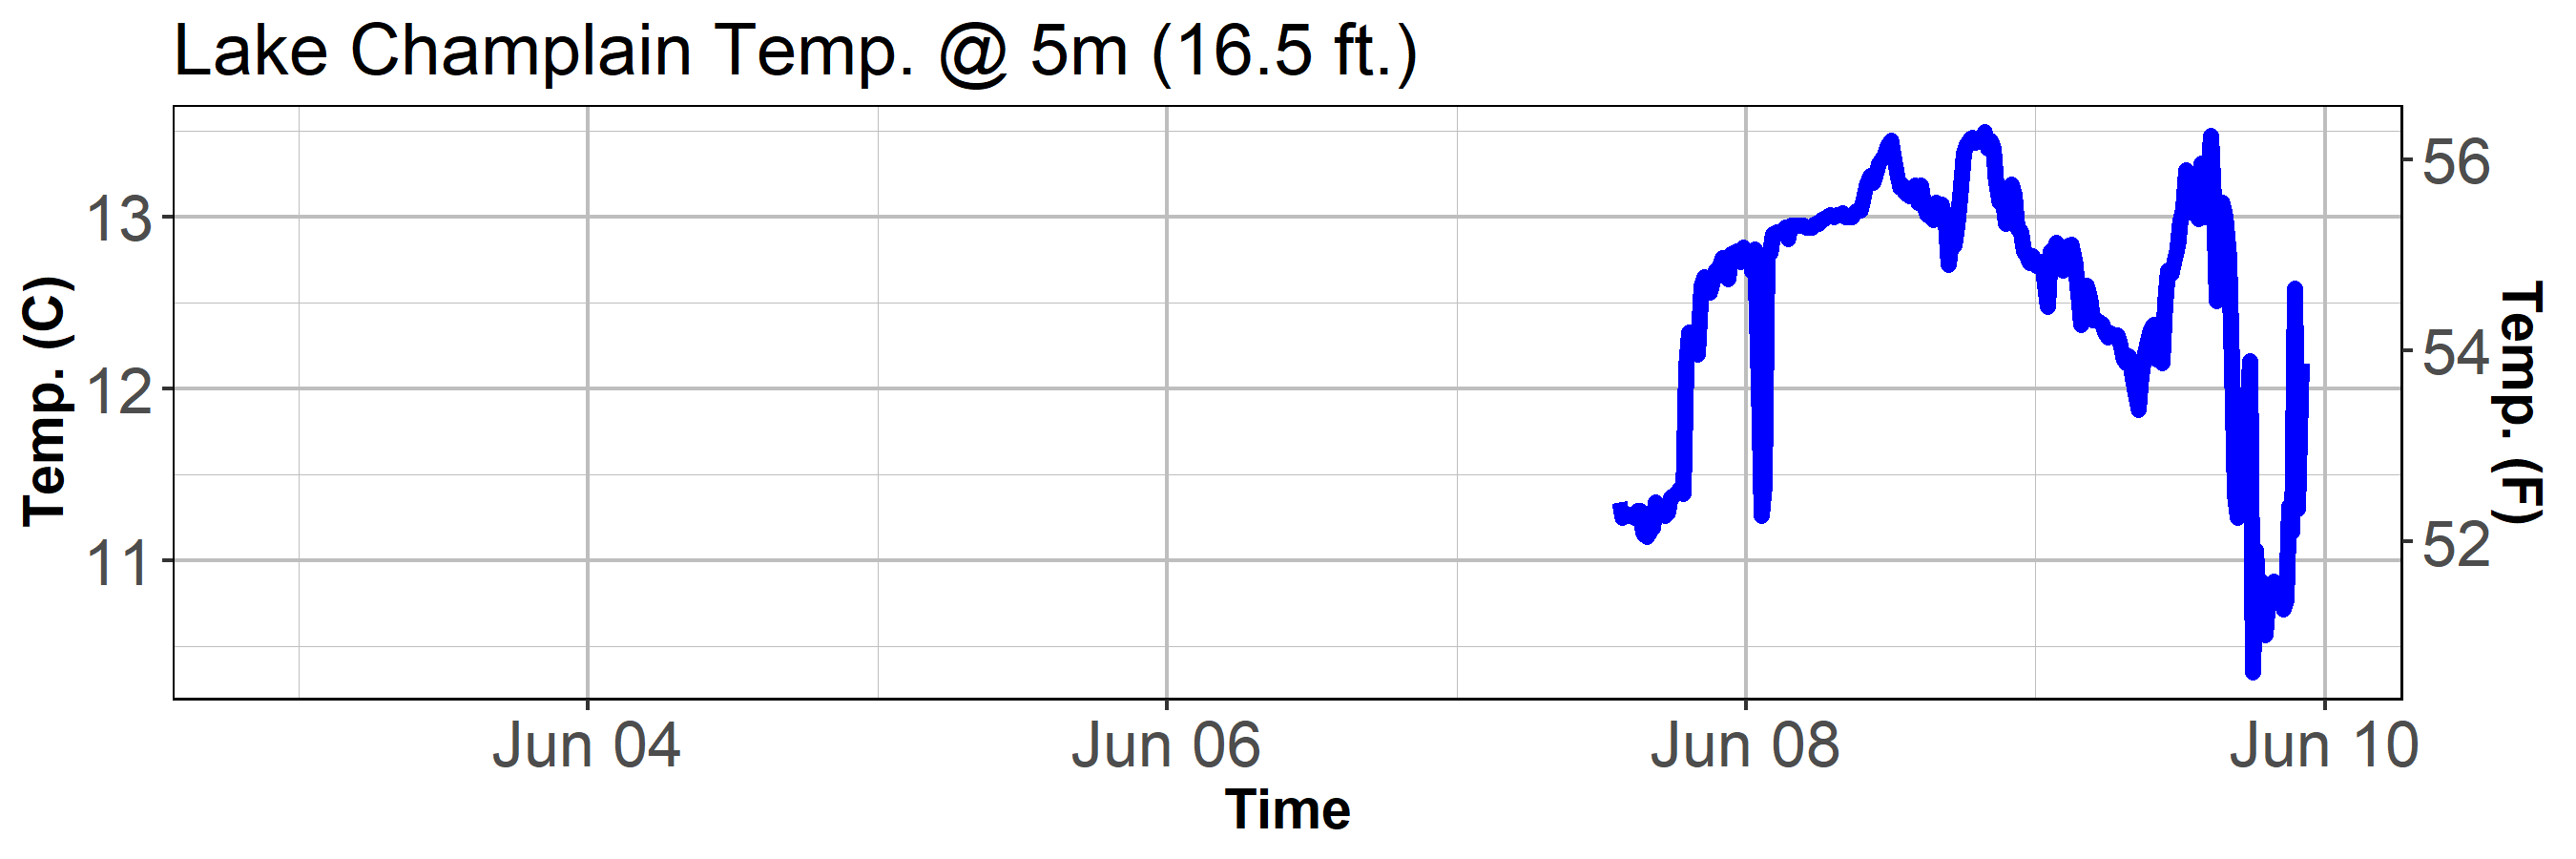 Lake Champlain Temp. @ 5m (16.5 ft.)
Temp. (C)
13
12
11
56
54
52
Temp. (F)
Jun 04
Jun 06
Jun 08
Jun 10
Time